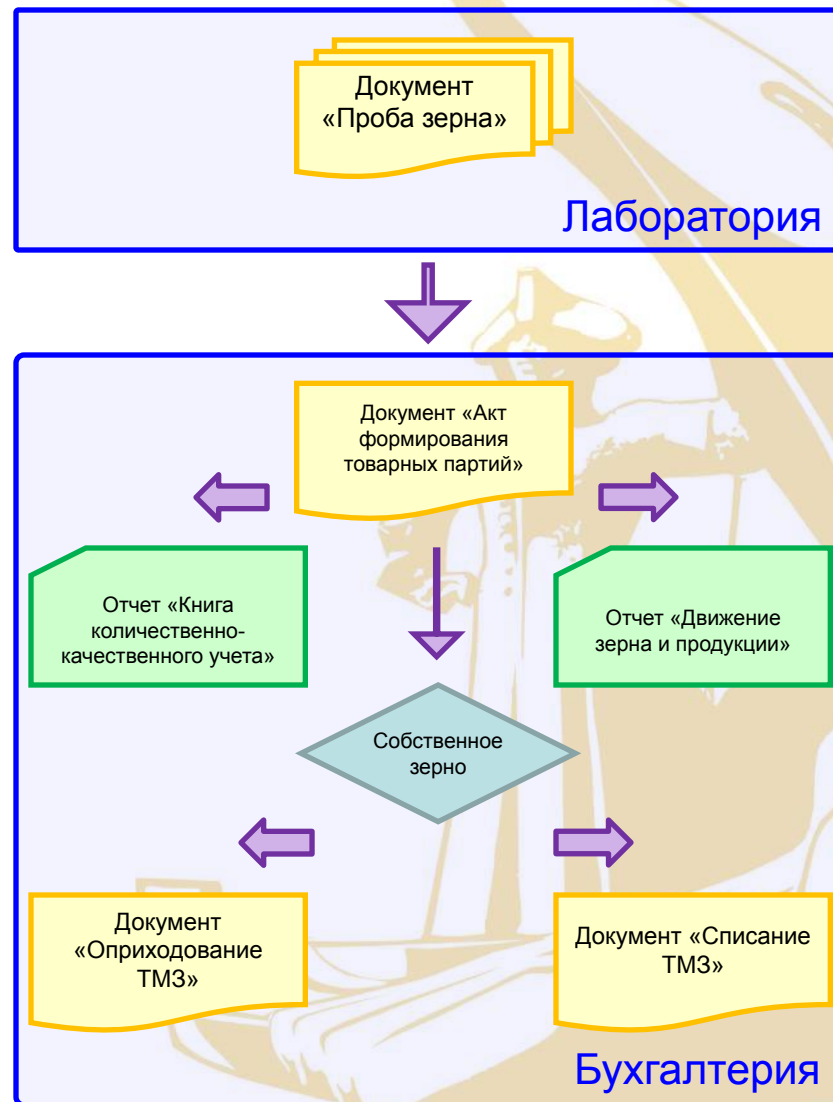 Документ
«Проба зерна»
Лаборатория
Документ «Акт
формирования
товарных партий»
Отчет «Книга
количественно-
качественного учета»
Отчет «Движение
зерна и продукции»
Собственное
зерно
Документ
«Оприходование
ТМЗ»
Документ «Списание
ТМЗ»
Бухгалтерия